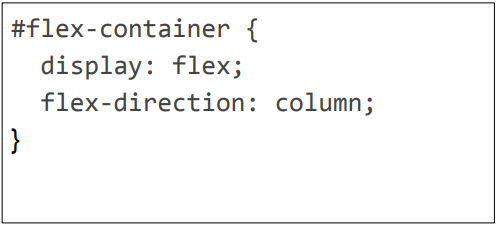 #flex-container {
  display: flex;
  flex-direction: column;
}